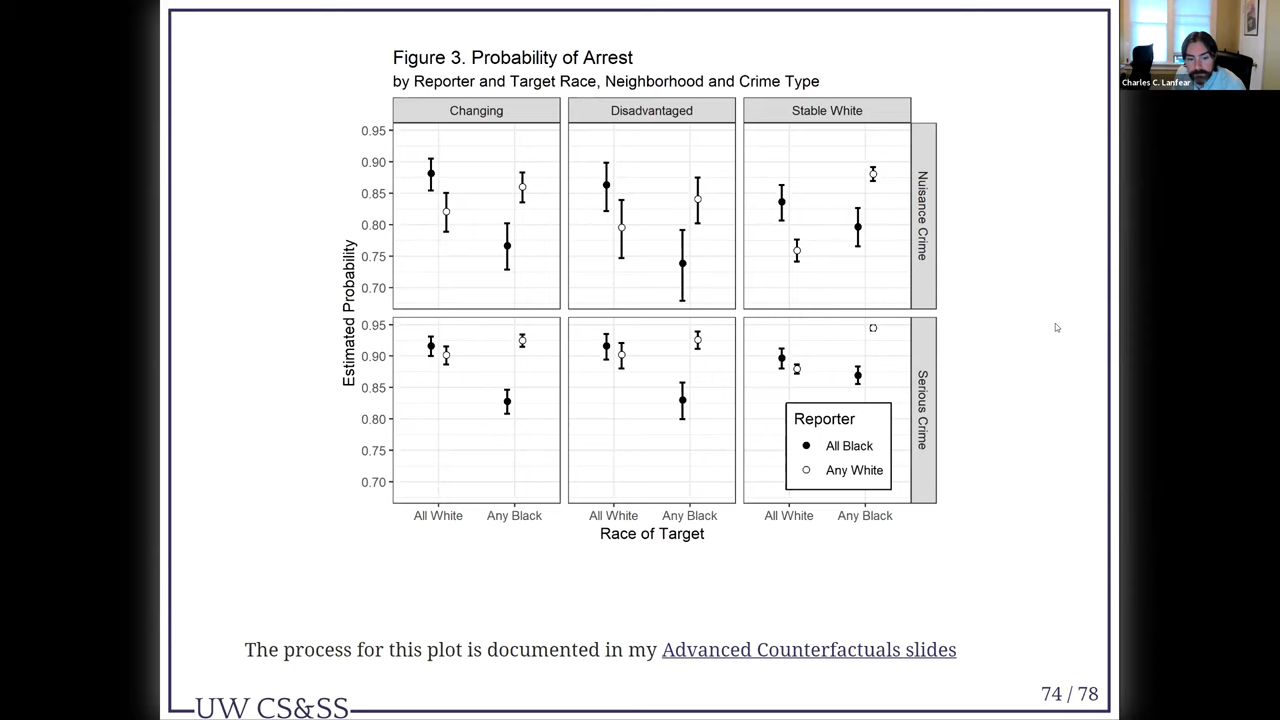 Figure 3. Probability of Arrest
by Reporter and Target Race, Neighborhood and Crime Type
Charles C. Lanfear
Changing
Disadvantaged
Stable White
0.95
0.90
0.85
0.80
0.75
0.70
Nuisance Crime
Estimated Probability
0.95
0.90
0.85
0.80
0.75
0.70
Serious Crime
Reporter
All Black
Any White
All White
Any Black
All White
Any Black
All White
Any Black
Race of Target
The process for this plot is documented in my Advanced Counterfactuals slides
74 / 78
UW CS&SS